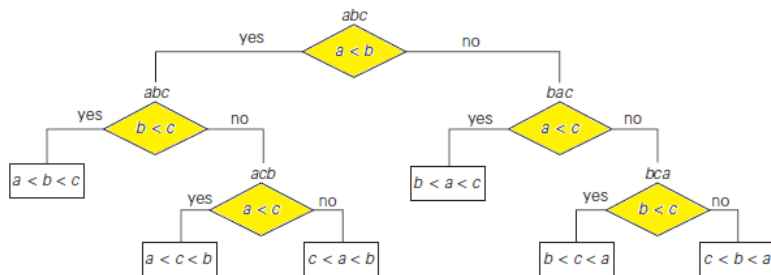 abc
yes
a < b
no
abc
bac
yes
b < c
no
yes
a < c
no
a < b < c
acb
b < a < c
bca
yes
a < c
no
yes
b < c
no
a < c < b
c < a < b
b < c < a
c < b < a